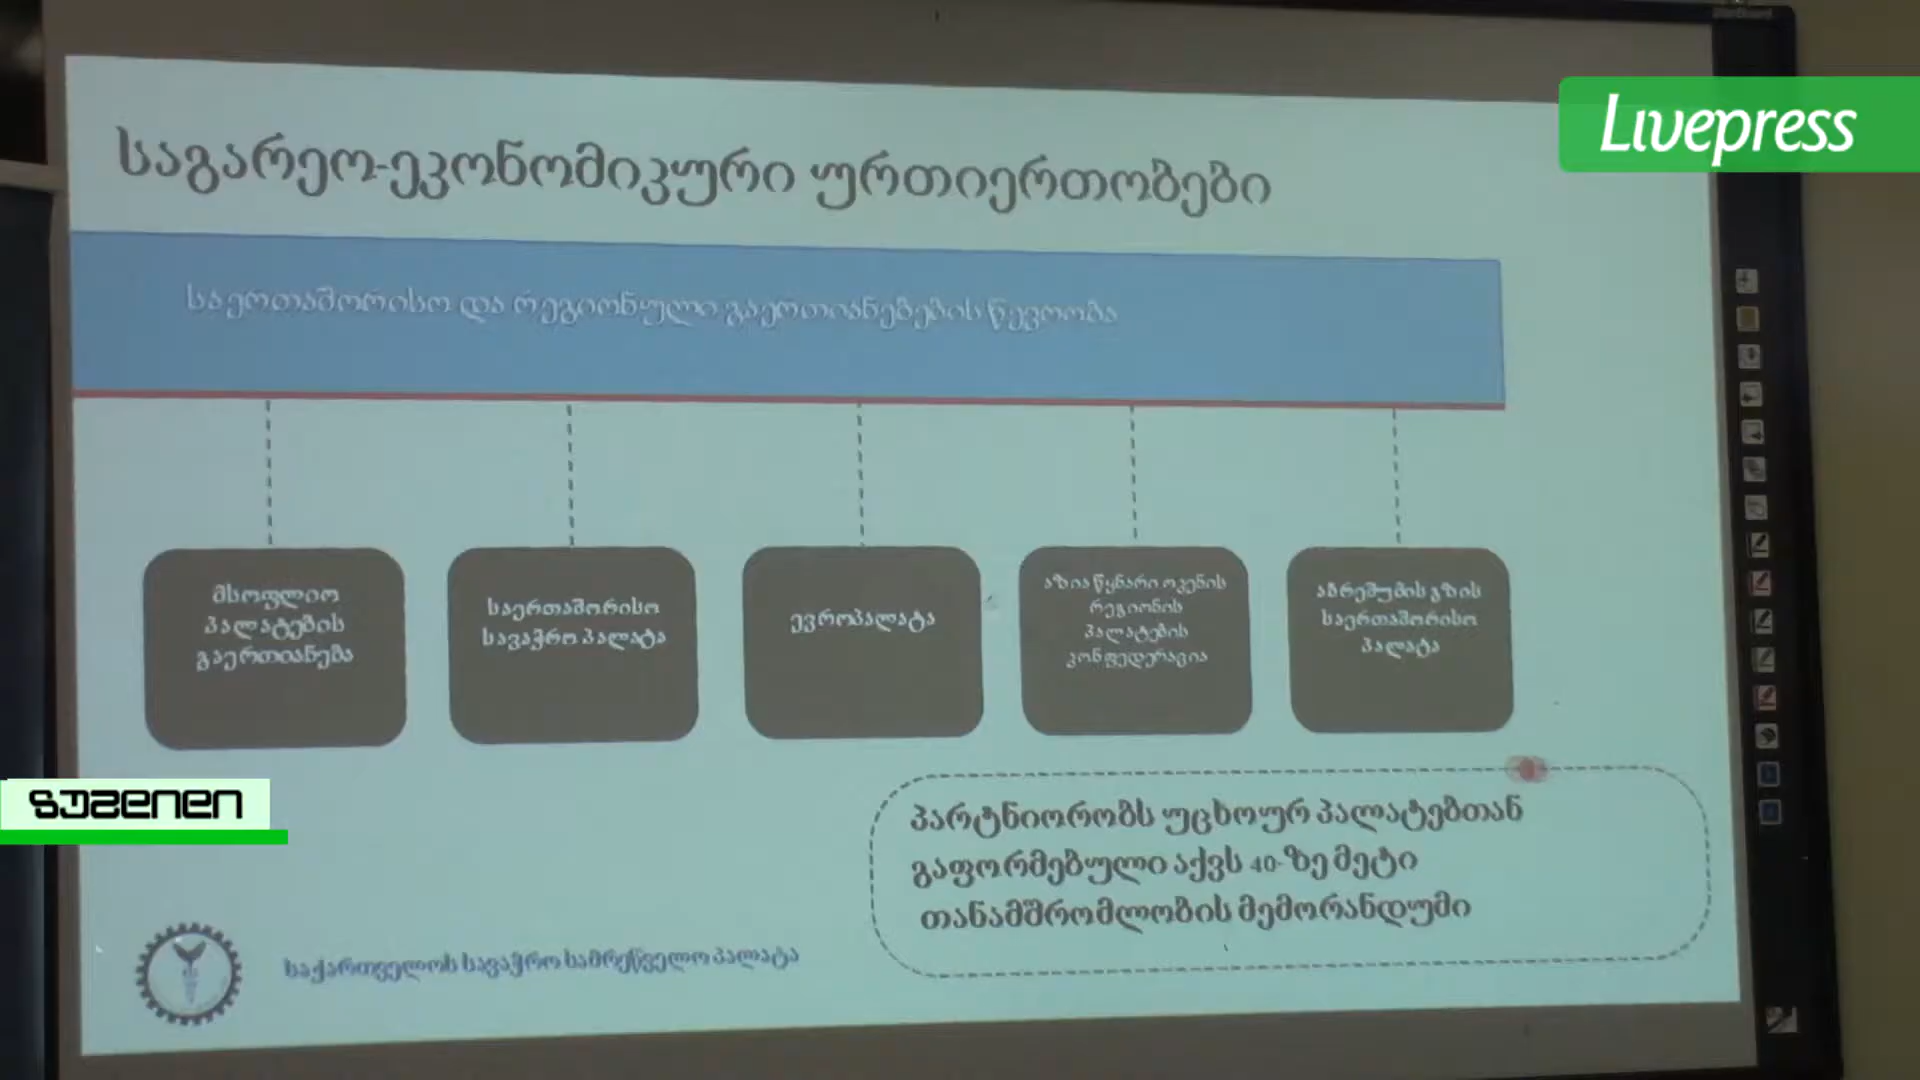 Livepress
საგარეო-ეკონომიკური ურთიერთობები
საერთაშორისო და რეგიონული გაერთიანებების წევრობა
მსოფლიო
პალატების
გაერთიანება
საერთაშორისო
სავაჭრო პალატა
ევროპალატა
აზია წყნარი ოკენის
რეგიონის
პალატების
კონფედერაცია
აბრეშუმის გზის
საერთაშორისო
პალატა
პარტნიორობს უცხოურ პალატებთან
გაფორმებული აქვს 40-ზე მეტი
თანამშრომლობის მემორანდუმი
საქართველოს სავაჭრო სამრეწველო პალატა